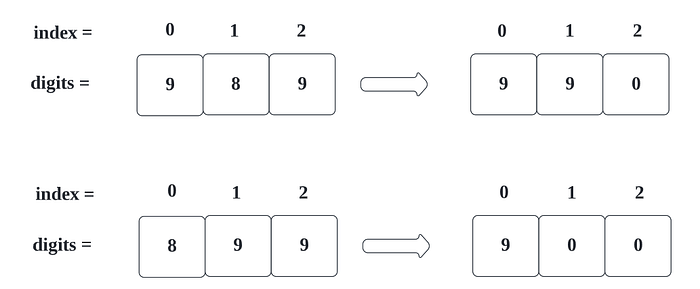 index = 0 1 2 0 1 2
digits = 9 8 9 9 9 0
index = 0 1 2 0 1 2
digits = 8 9 9 9 0 0